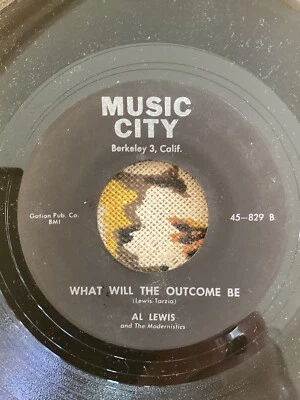 MUSIC
CITY
Berkeley 3, Calif.
Gation Pub. Co.
BMI
45—829 B
WHAT WILL THE OUTCOME BE
(Lewis-Tarzia)
AL LEWIS
and The Modernistics